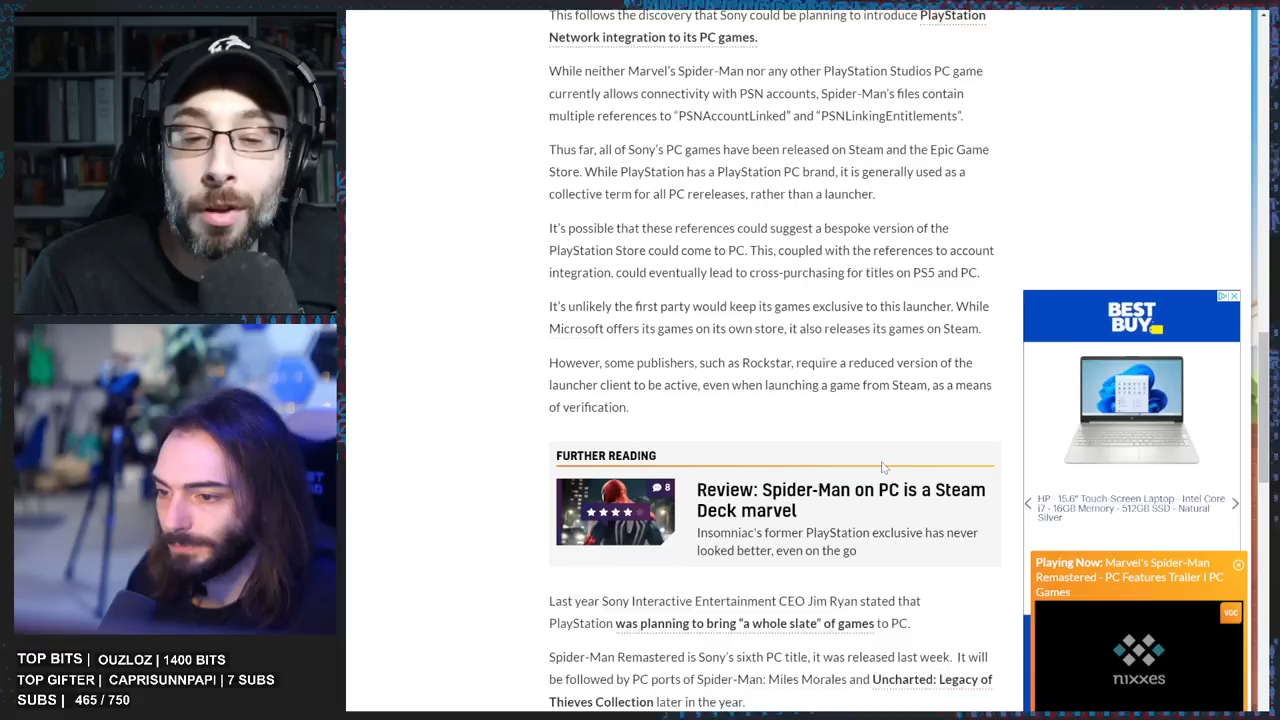 This follows the discovery that Sony could be planning to introduce PlayStation
Network integration to its PC games.
While neither Marvel's Spider-Man nor any other PlayStation Studios PC game
currently allows connectivity with PSN accounts, Spider-Man's files contain
multiple references to “PSNAccountLinked” and “PSNLinkingEntitlements”.
Thus far, all of Sony's PC games have been released on Steam and the Epic Game
Store. While PlayStation has a PlayStation PC brand, it is generally used as a
collective term for all PC rereleases, rather than a launcher.
It's possible that these references could suggest a bespoke version of the
PlayStation Store could come to PC. This, coupled with the references to account
integration, could eventually lead to cross-purchasing for titles on PS5 and PC.
It's unlikely the first party would keep its games exclusive to this launcher. While
Microsoft offers its games on its own store, it also releases its games on Steam.
However, some publishers, such as Rockstar, require a reduced version of the
launcher client to be active, even when launching a game from Steam, as a means
of verification.
FURTHER READING
8
Review: Spider-Man on PC is a Steam
Deck marvel
Insomniac's former PlayStation exclusive has never
looked better, even on the go
Last year Sony Interactive Entertainment CEO Jim Ryan stated that
PlayStation was planning to bring “a whole slate” of games to PC.
Spider-Man Remastered is Sony's sixth PC title, it was released last week. It will
be followed by PC ports of Spider-Man: Miles Morales and Uncharted: Legacy of
Thieves Collection later in the year.
BEST
BUY
HP - 15.6" Touch-Screen Laptop - Intel Core
i7 - 16GB Memory - 512GB SSD - Natural
Silver
Playing Now: Marvel's Spider-Man
Remastered - PC Features Trailer I PC
Games
VGC
nixxes
TOP BITS | OUZLOZ | 1400 BITS
TOP GIFTER | CAPRISUNNPAPI | 7 SUBS
SUBS | 465 / 750